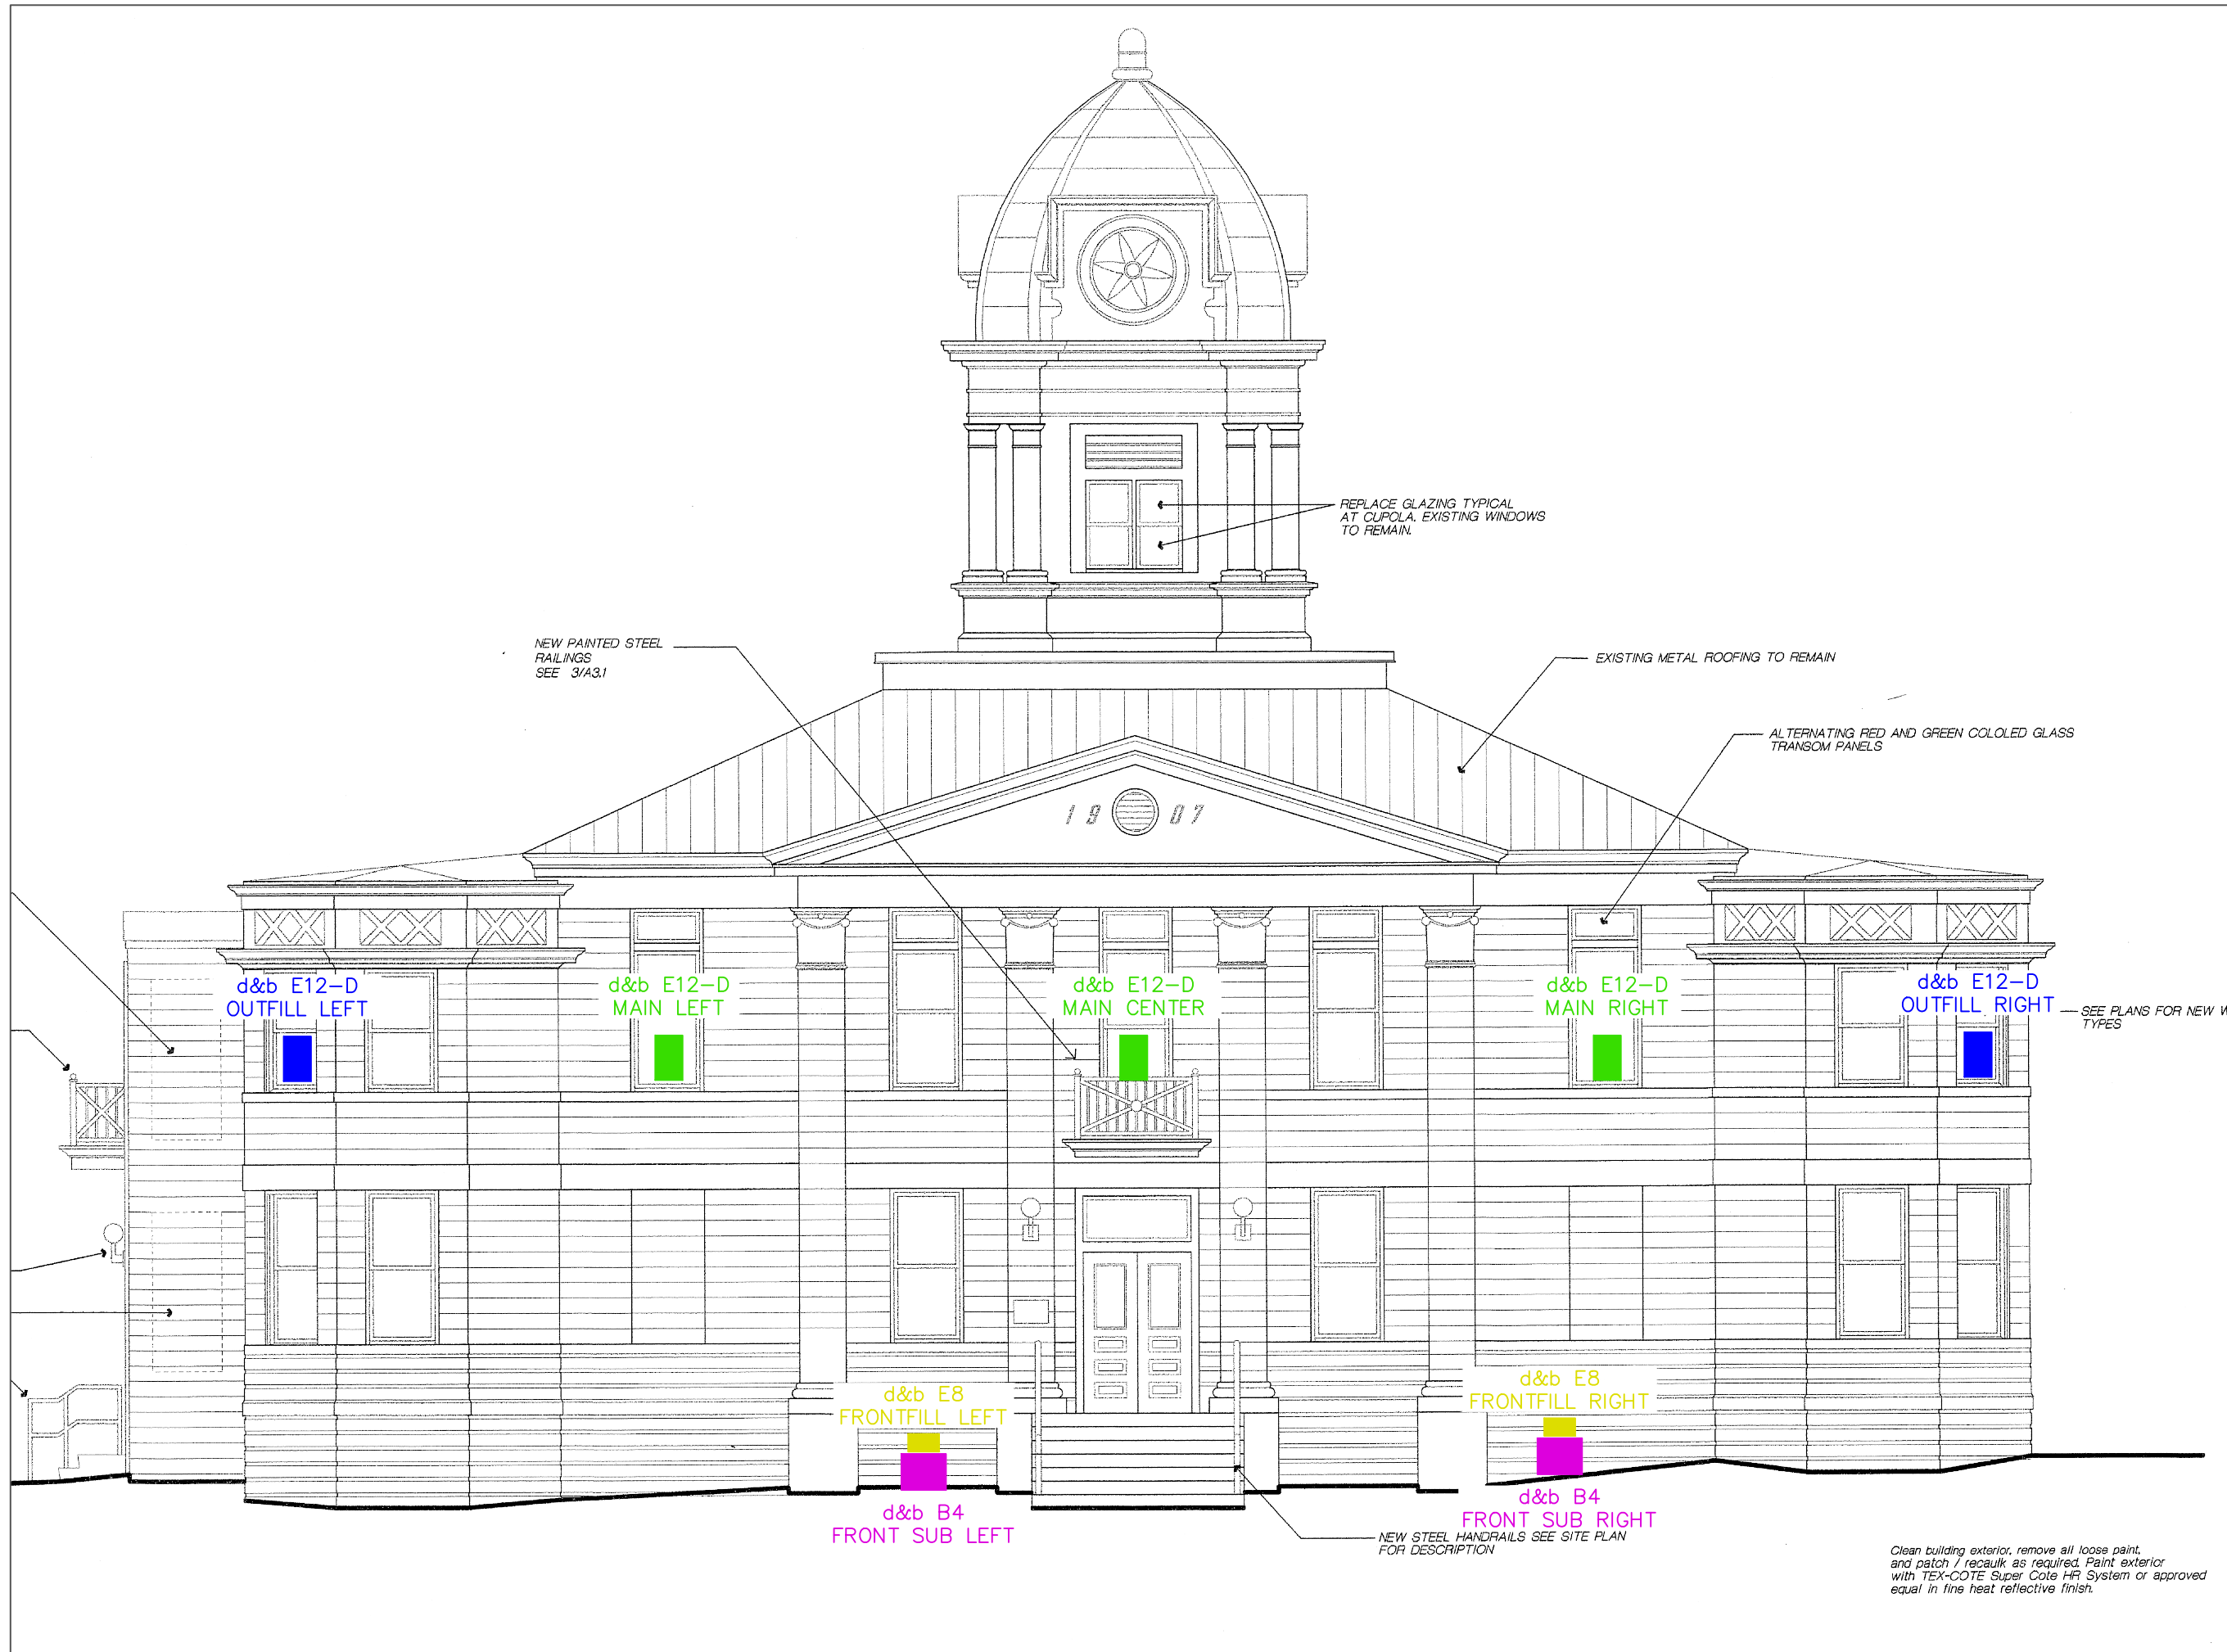 REPLACE GLAZING TYPICAL
AT CUPOLA. EXISTING WINDOWS
TO REMAIN.
NEW PAINTED STEEL
RAILINGS
SEE 3/A3.1
EXISTING METAL ROOFING TO REMAIN
ALTERNATING RED AND GREEN COLOLED GLASS
TRANSOM PANELS
d&b E12-D
OUTFILL LEFT
d&b E12-D
MAIN LEFT
d&b E12-D
MAIN CENTER
d&b E12-D
MAIN RIGHT
d&b E12-D
OUTFILL RIGHT
SEE PLANS FOR NEW W
TYPES
d&b E8
FRONTFILL LEFT
d&b E8
FRONTFILL RIGHT
d&b B4
FRONT SUB LEFT
d&b B4
FRONT SUB RIGHT
NEW STEEL HANDRAILS SEE SITE PLAN
FOR DESCRIPTION
Clean building exterior, remove all loose paint,
and patch / recaulk as required. Paint exterior
with TEX-COTE Super Cote HR System or approved
equal in fine heat reflective finish.